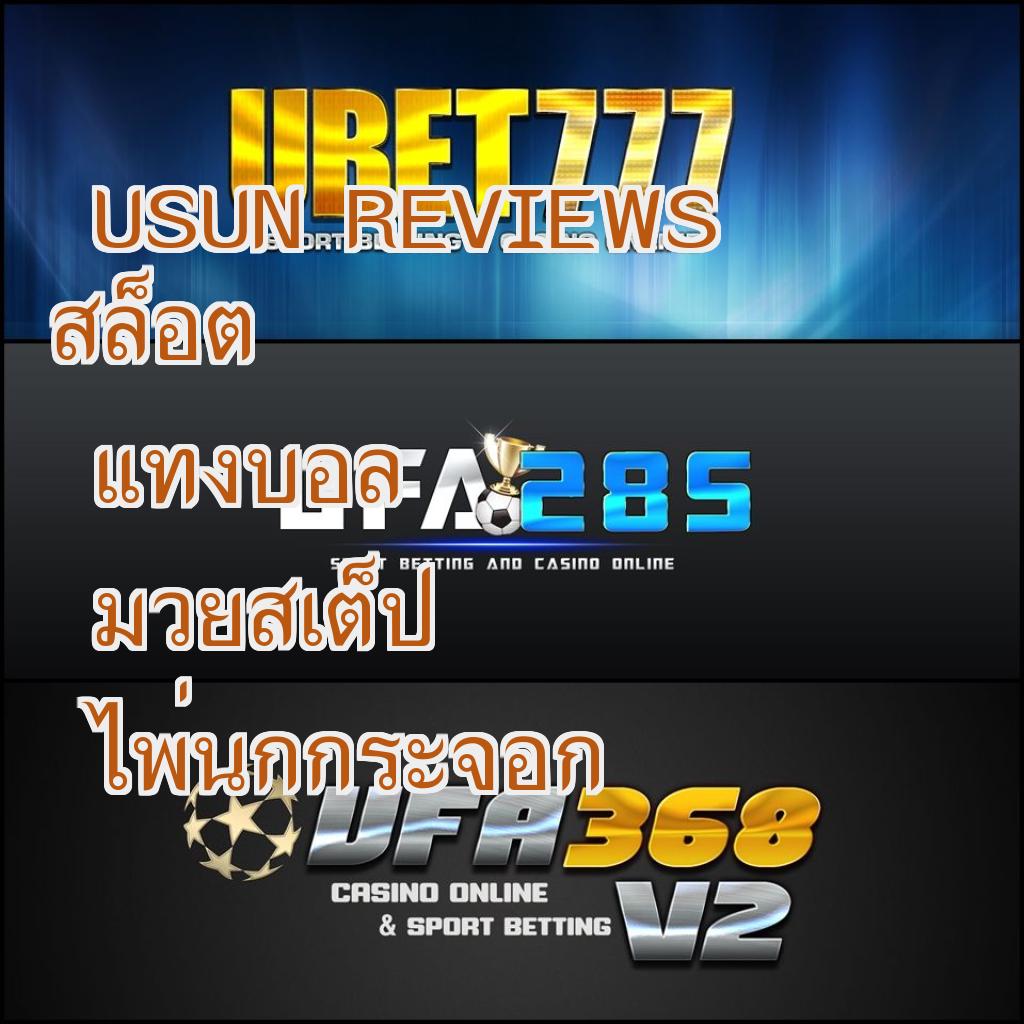 UBET777
USUN REVIEWS
สล็อต
แทงบอล
285
BETTING AND CASINO ONLINE
มวยสเต็ป
ไพ่นกกระจอก
UFA368
CASINO ONLINE
& SPORT BETTING
V2